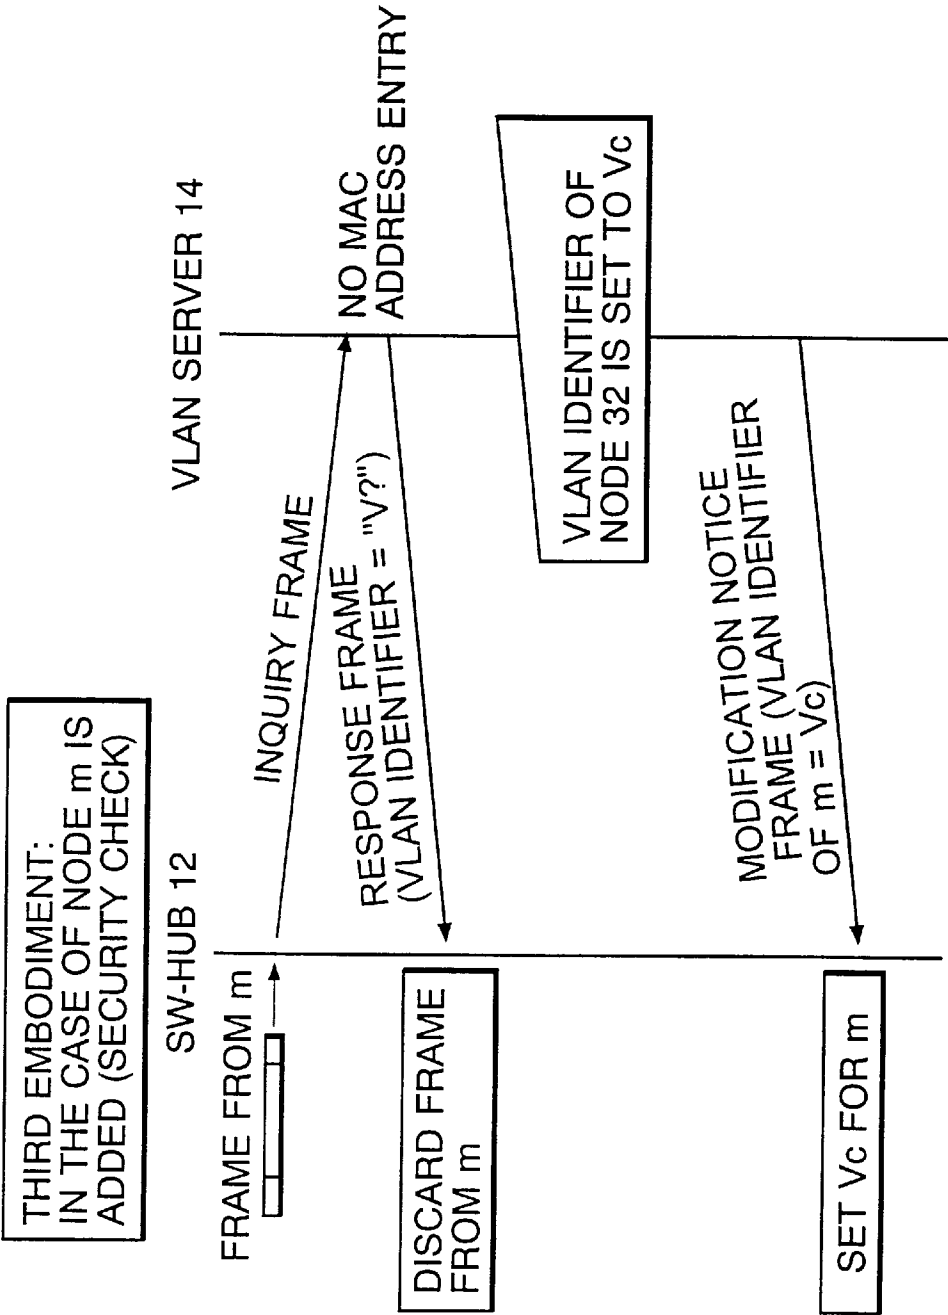 THIRD EMBODIMENT:
IN THE CASE OF NODE m IS
ADDED (SECURITY CHECK)
SW-HUB 12
VLAN SERVER 14
FRAME FROM m
INQUIRY FRAME
NO MAC
ADDRESS ENTRY
RESPONSE FRAME
(VLAN IDENTIFIER = "V?")
DISCARD FRAME
FROM m
VLAN IDENTIFIER OF
NODE 32 IS SET TO Vc
MODIFICATION NOTICE
FRAME (VLAN IDENTIFIER
OF m = Vc)
SET Vc FOR m